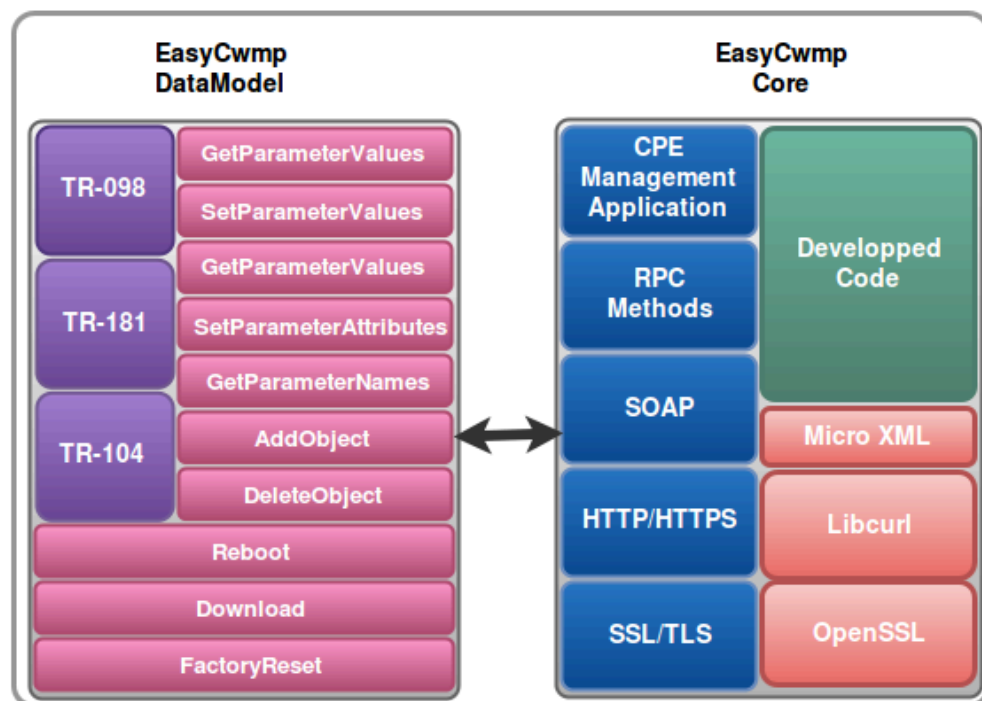 EasyCwmp
DataModel
TR-098
TR-181
TR-104
GetParameterValues
SetParameterValues
GetParameterValues
SetParameterAttributes
GetParameterNames
AddObject
DeleteObject
Reboot
Download
FactoryReset
EasyCwmp
Core
CPE
Management
Application
RPC
Methods
SOAP
HTTP/HTTPS
SSL/TLS
Developped
Code
Micro XML
Libcurl
OpenSSL